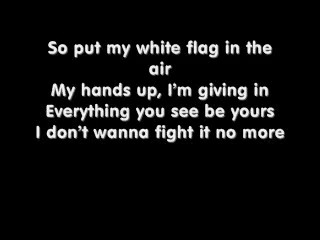 So put my white flag in the
air
My hands up, I'm giving in
Everything you see be yours
I don't wanna fight it no more